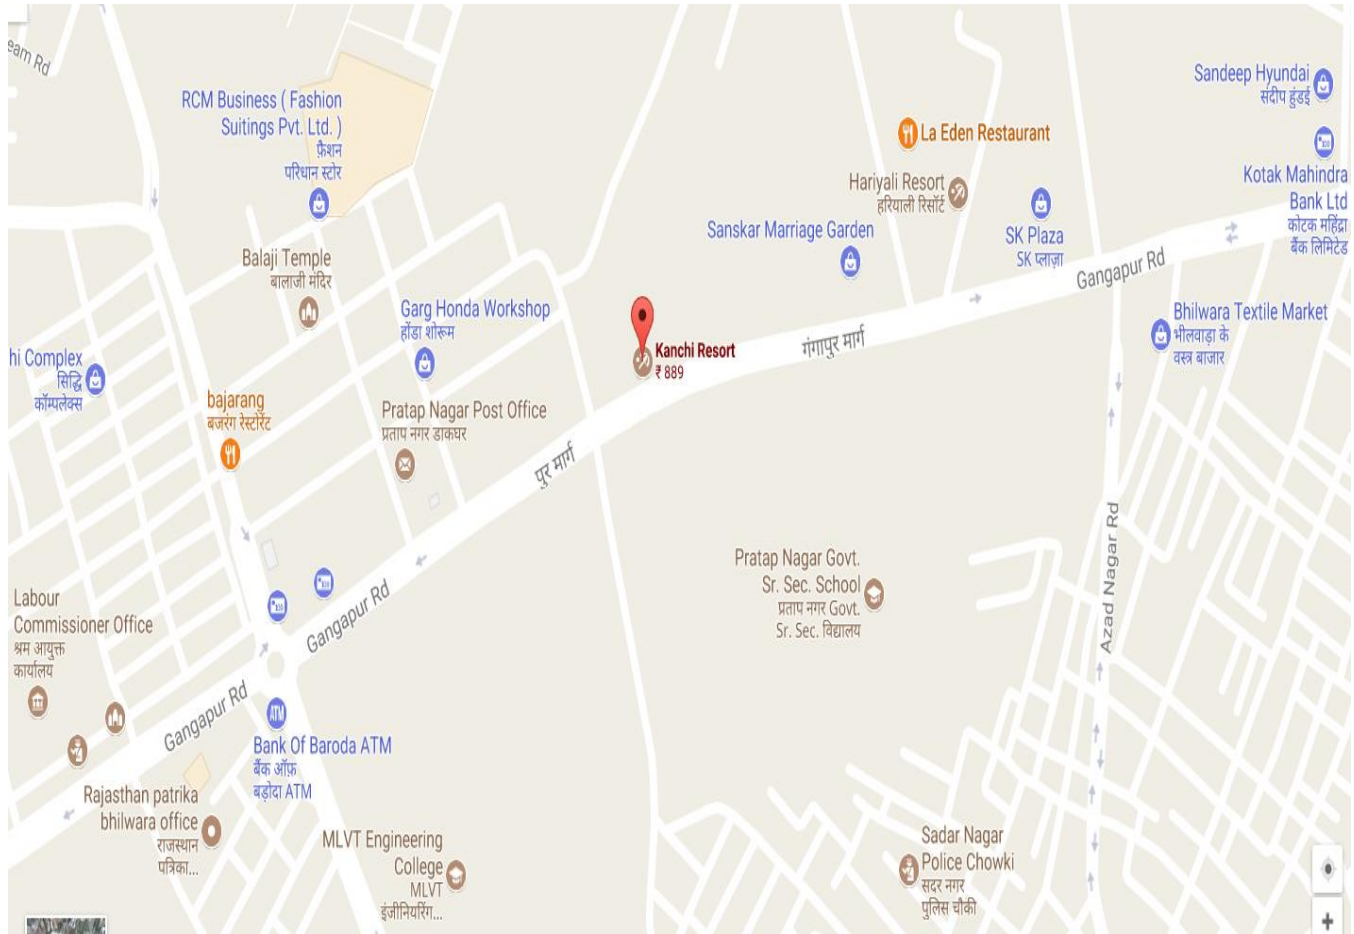 eam Rd
RCM Business ( Fashion
Suitings Pvt. Ltd. )
फ़ैशन
परिधान स्टोर
Balaji Temple
बालाजी मंदिर
Garg Honda Workshop
होंडा शोरूम
hi Complex
सिद्धि
कॉम्पलेक्स
bajarang
बजरंग रेस्टोरेंट
Pratap Nagar Post Office
प्रताप नगर डाकघर
Kanchi Resort
₹ 889
Sanskar Marriage Garden
La Eden Restaurant
Hariyali Resort
हरियाली रिसॉर्ट
SK Plaza
SK प्लाज़ा
Sandeep Hyundai
संदीप हुंडई
Kotak Mahindra
Bank Ltd
कोटक महिंद्रा
बैंक लिमिटेड
Gangapur Rd
गंगापुर मार्ग
पुर मार्ग
Bhilwara Textile Market
भीलवाड़ा के
वस्त्र बाजार
Gangapur Rd
Pratap Nagar Govt.
Sr. Sec. School
प्रताप नगर Govt.
Sr. Sec. विद्यालय
Azad Nagar Rd
Labour
Commissioner Office
श्रम आयुक्त
कार्यालय
Gangapur Rd
ATM
Bank Of Baroda ATM
बैंक ऑफ़
बड़ोदा ATM
Rajasthan patrika
bhilwara office
राजस्थान
पत्रिका...
MLVT Engineering
College
MLVT
इंजीनियरिंग...
Sadar Nagar
Police Chowki
सदर नगर
पुलिस चौकी
+